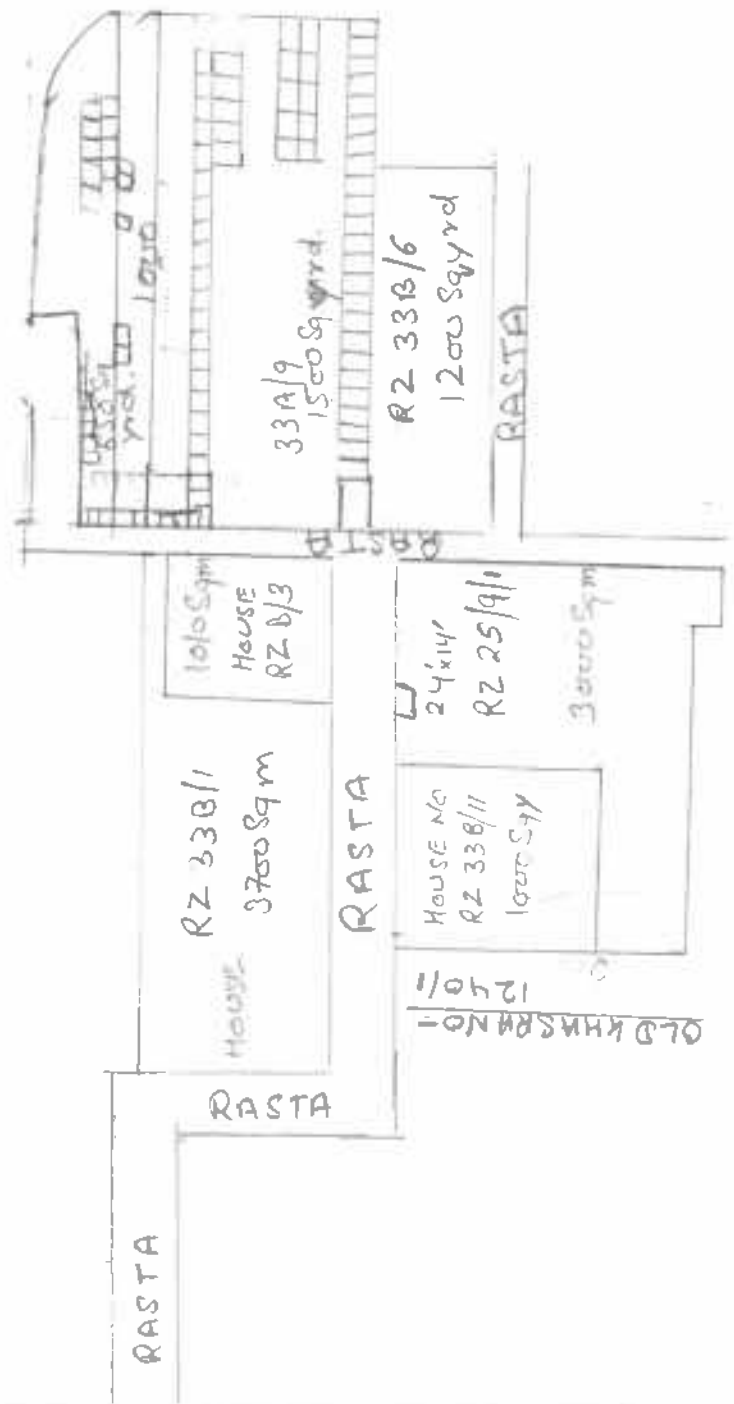 1010
yrd.
33A/9
1500 Sq yrd.
RZ 33B/6
1200 Sqyrd
RASTA
RASTA
1010 Sqm
HOUSE
RZ B/3
24'x14'
RZ 25/9/1
3000 Sqm
RZ 33B/1
3700 Sqm
HOUSE
RASTA
HOUSE NO
RZ 33B/11
1000 Sqy
OLD KHASRA NO-
1240/1
RASTA
RASTA